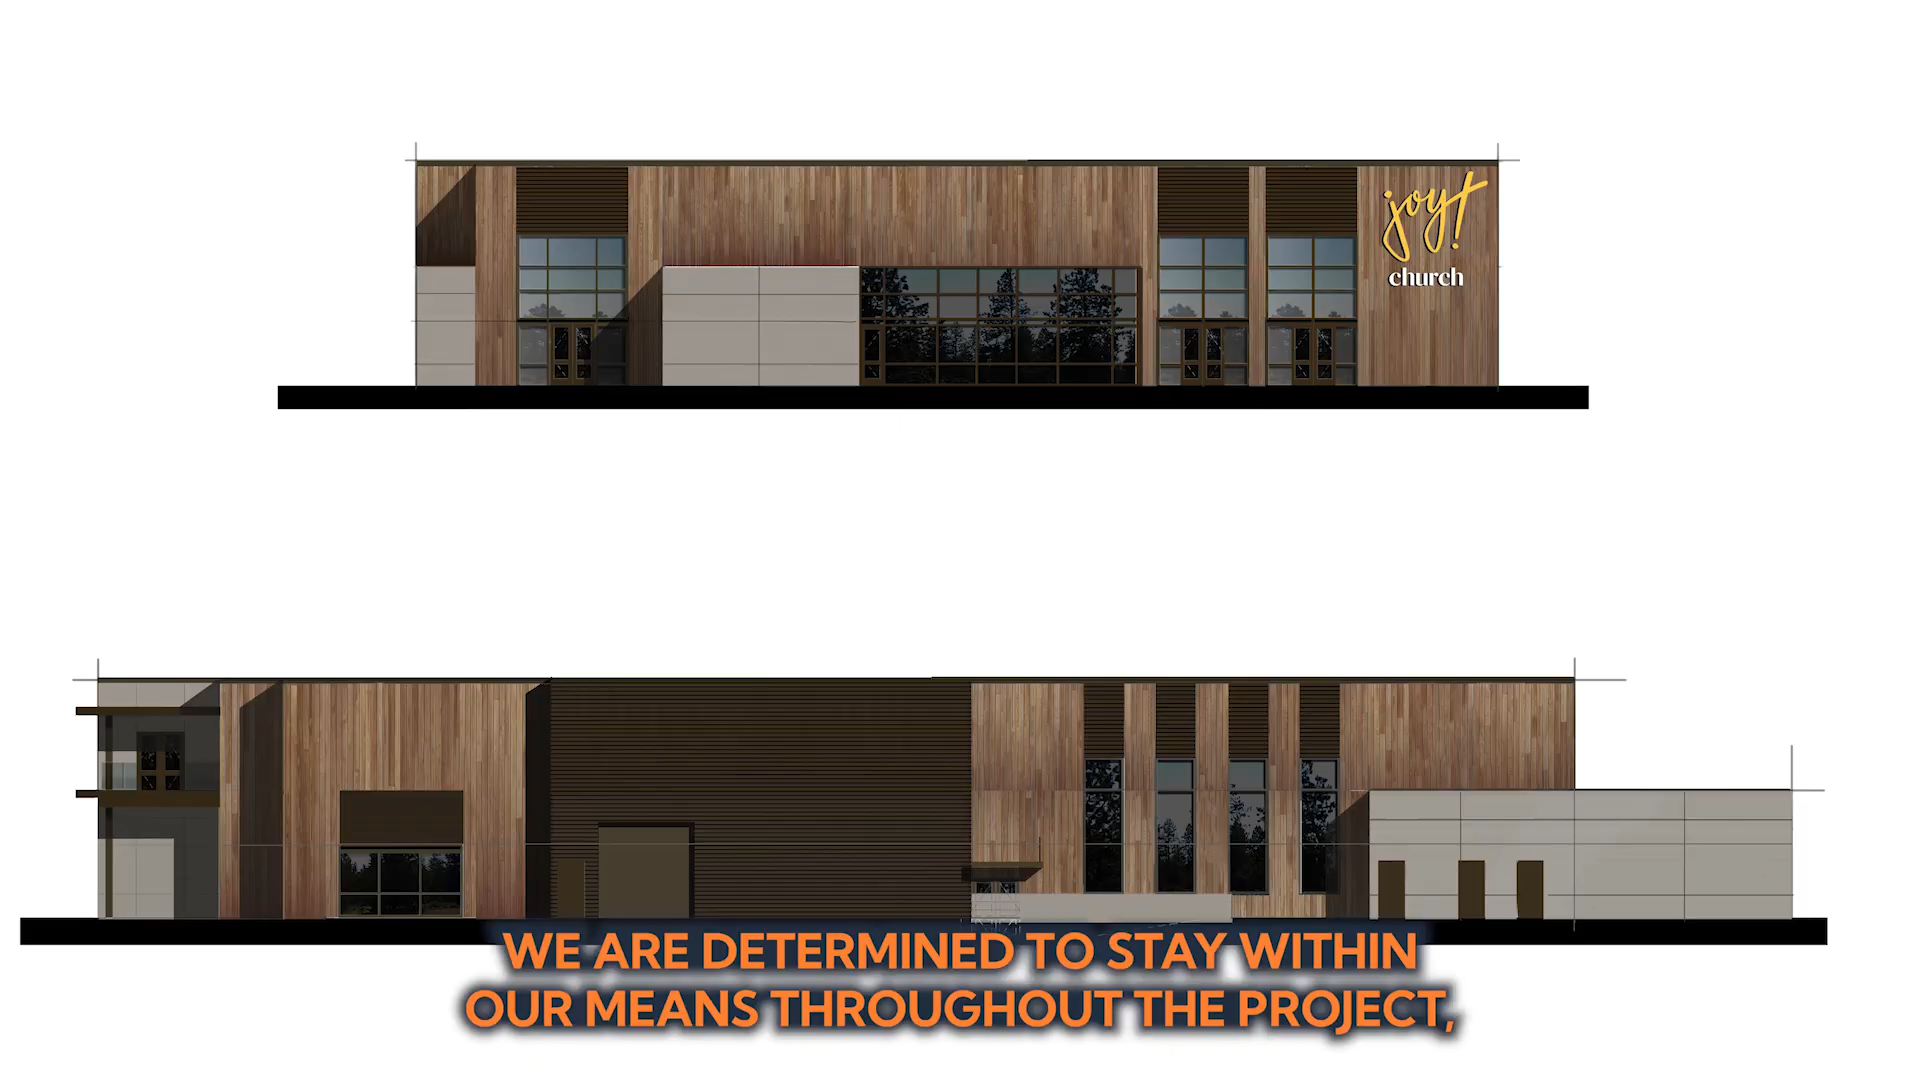 joy!
church
WE ARE DETERMINED TO STAY WITHIN
OUR MEANS THROUGHOUT THE PROJECT,